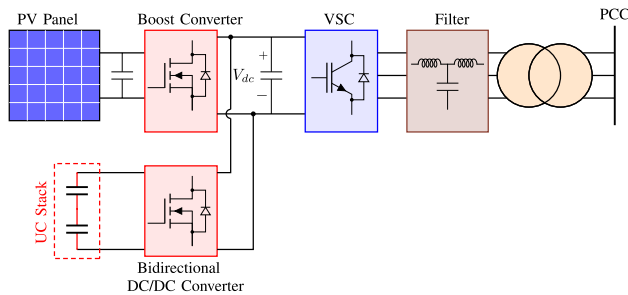 PV Panel
Boost Converter
VSC
Filter
PCC
+
V_dc
−
UC Stack
Bidirectional
DC/DC Converter